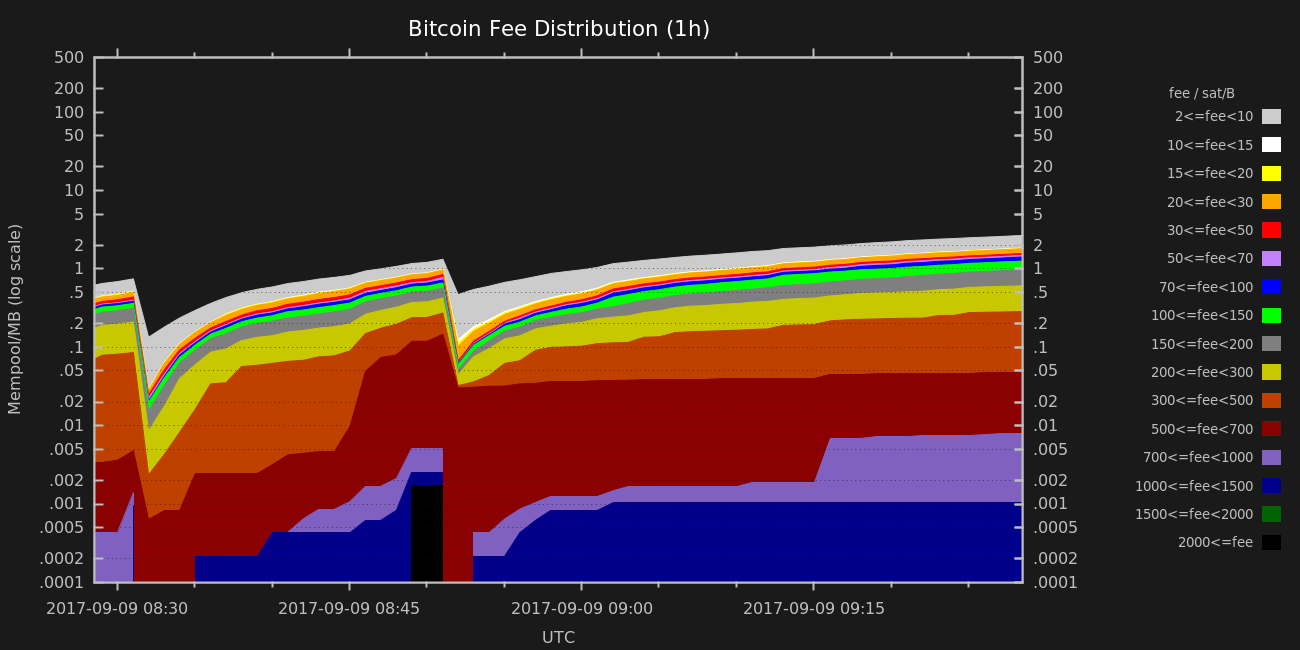 Bitcoin Fee Distribution (1h)
Mempool/MB (log scale)
500
200
100
50
20
10
5
2
1
.5
.2
.1
.05
.02
.01
.005
.002
.001
.0005
.0002
.0001
500
200
100
50
20
10
5
2
1
.5
.2
.1
.05
.02
.01
.005
.002
.001
.0005
.0002
.0001
2017-09-09 08:30
2017-09-09 08:45
2017-09-09 09:00
2017-09-09 09:15
UTC
fee / sat/B
2<=fee<10
10<=fee<15
15<=fee<20
20<=fee<30
30<=fee<50
50<=fee<70
70<=fee<100
100<=fee<150
150<=fee<200
200<=fee<300
300<=fee<500
500<=fee<700
700<=fee<1000
1000<=fee<1500
1500<=fee<2000
2000<=fee